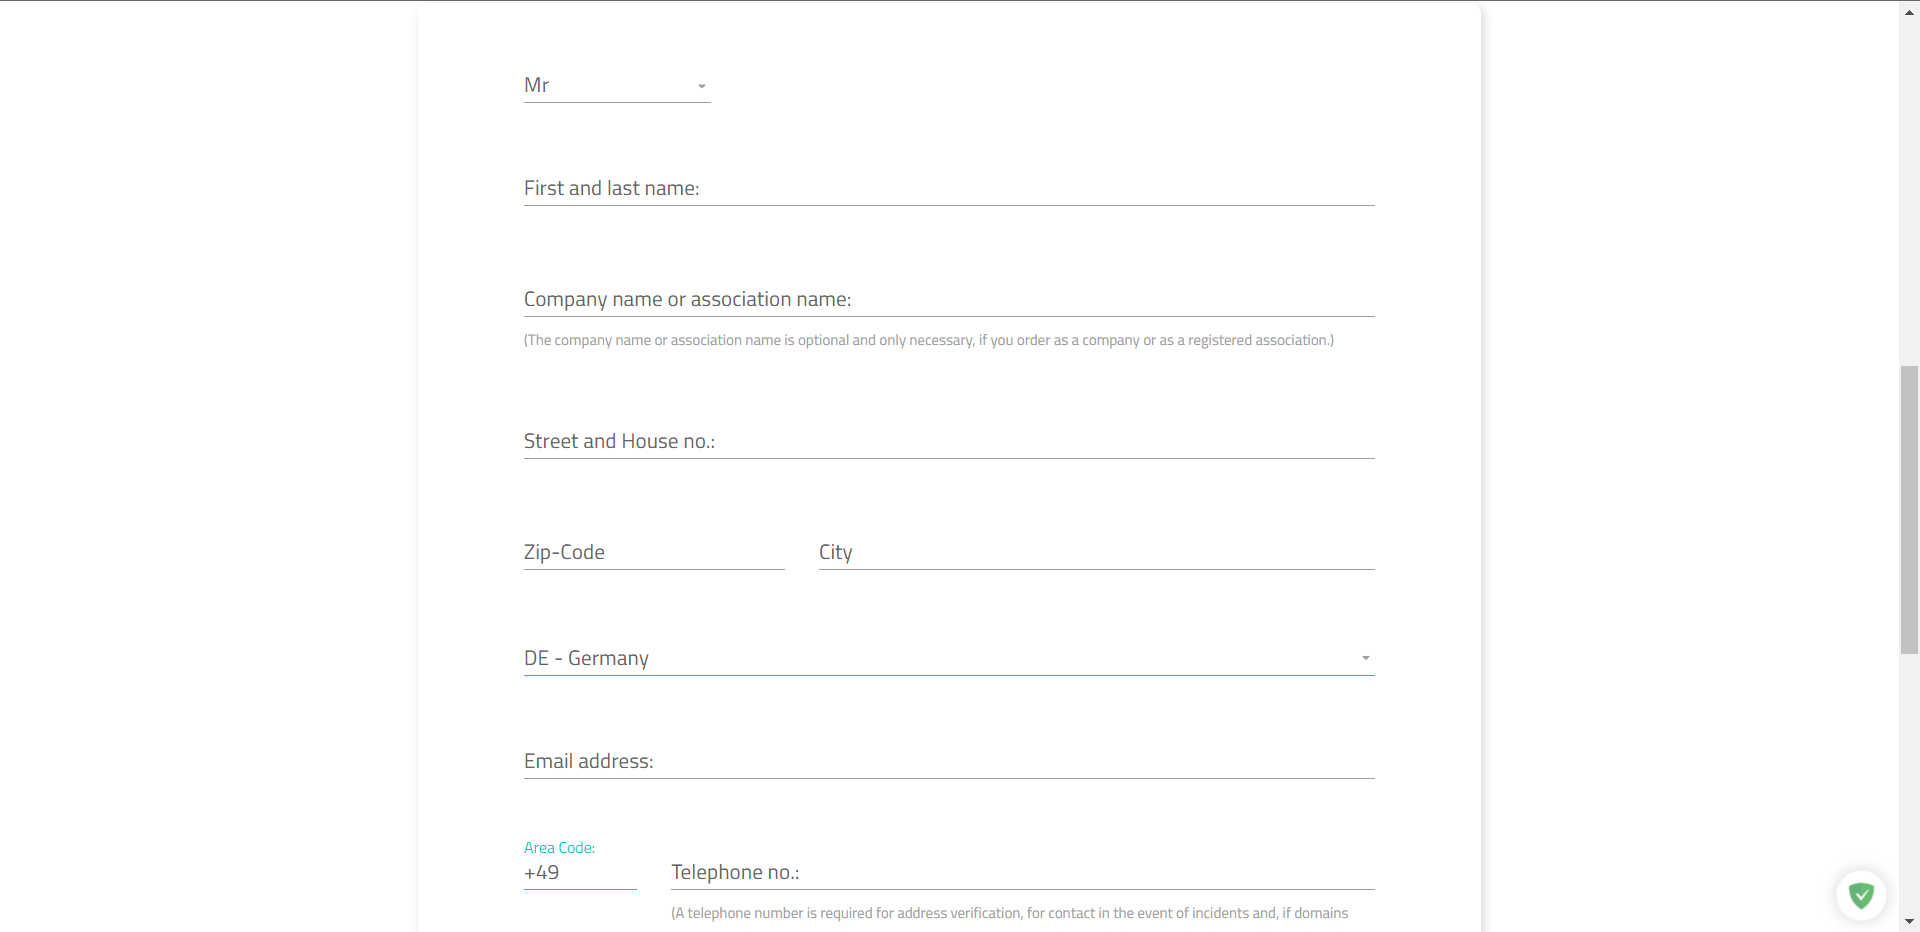 Mr
First and last name:
Company name or association name:
(The company name or association name is optional and only necessary, if you order as a company or as a registered association.)
Street and House no.:
Zip-Code City
DE - Germany
Email address:
Area Code:
+49 Telephone no.:
(A telephone number is required for address verification, for contact in the event of incidents and, if domains